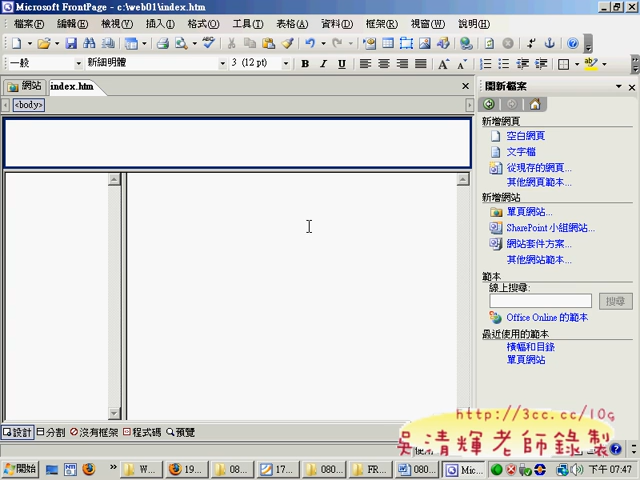 Microsoft FrontPage - c:\web01\index.htm
檔案(F) 編輯(E) 檢視(V) 插入(I) 格式(O) 工具(T) 表格(A) 資料(D) 框架(R) 視窗(W) 說明(H)
一般 新細明體 3 (12 pt) B I U
網站 index.htm
<body>
開新檔案
新增網頁
空白網頁
文字檔
從現存的網頁...
其他網頁範本...
新增網站
單頁網站...
SharePoint 小組網站...
網站套件方案...
其他網站範本...
範本
線上搜尋:
搜尋
Office Online 的範本
最近使用的範本
橫幅和目錄
單頁網站
http://3cc.cc/10g
吳清輝老師錄製
設計 分割 沒有框架 程式碼 預覽
開始 W... 19... 08... 17... 080... FR... 080... Mic... 下午 07:47